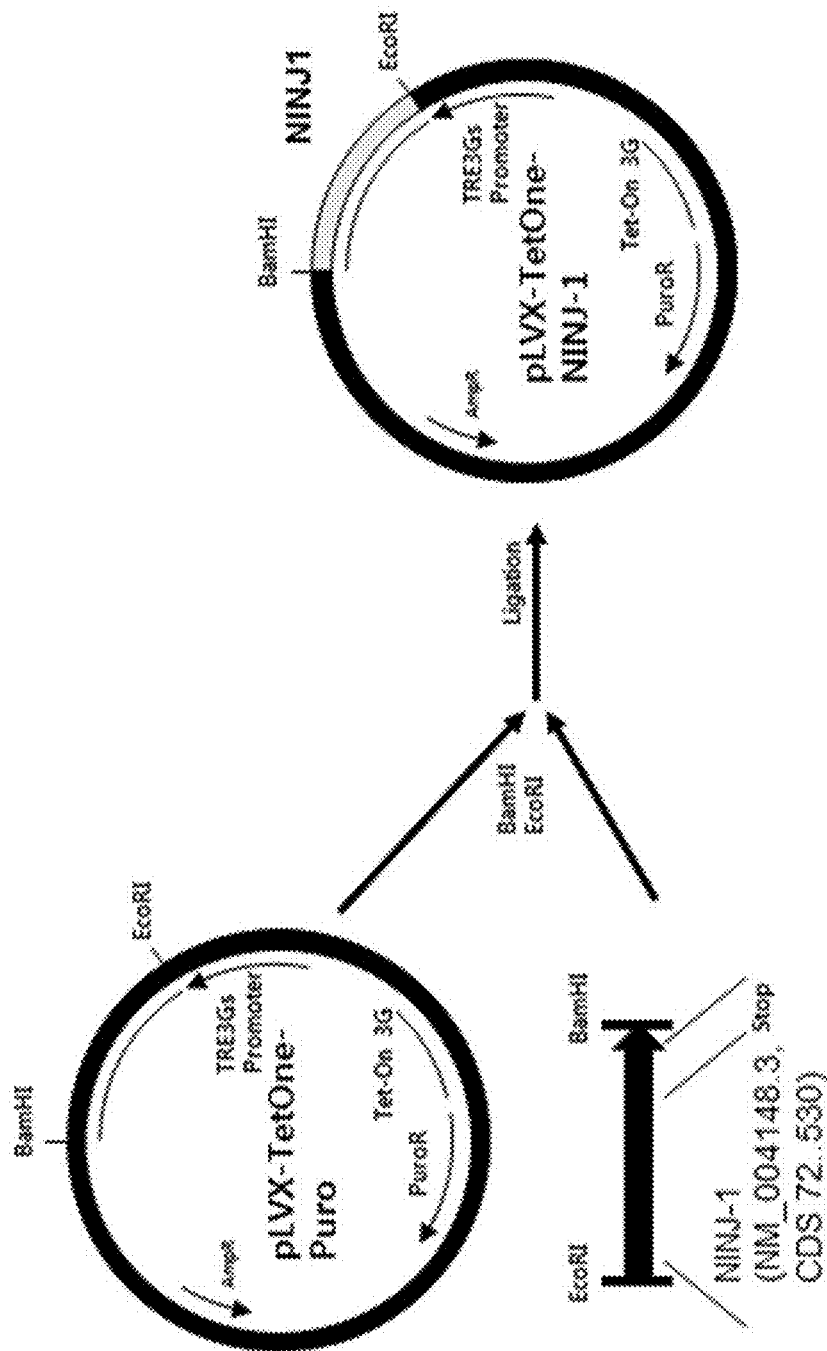 BamHI
EcoRI
TRE3Gs
Promoter
AmpR
pLVX-TetOne-
Puro
Tet-On 3G
PuroR
EcoRI
BamHI
Stop
NINJ-1
(NM_004148.3,
CDS 72..530)
BamHI
EcoRI
Ligation
NINJ1
BamHI
EcoRI
TRE3Gs
Promoter
AmpR
pLVX-TetOne-
NINJ-1
Tet-On 3G
PuroR